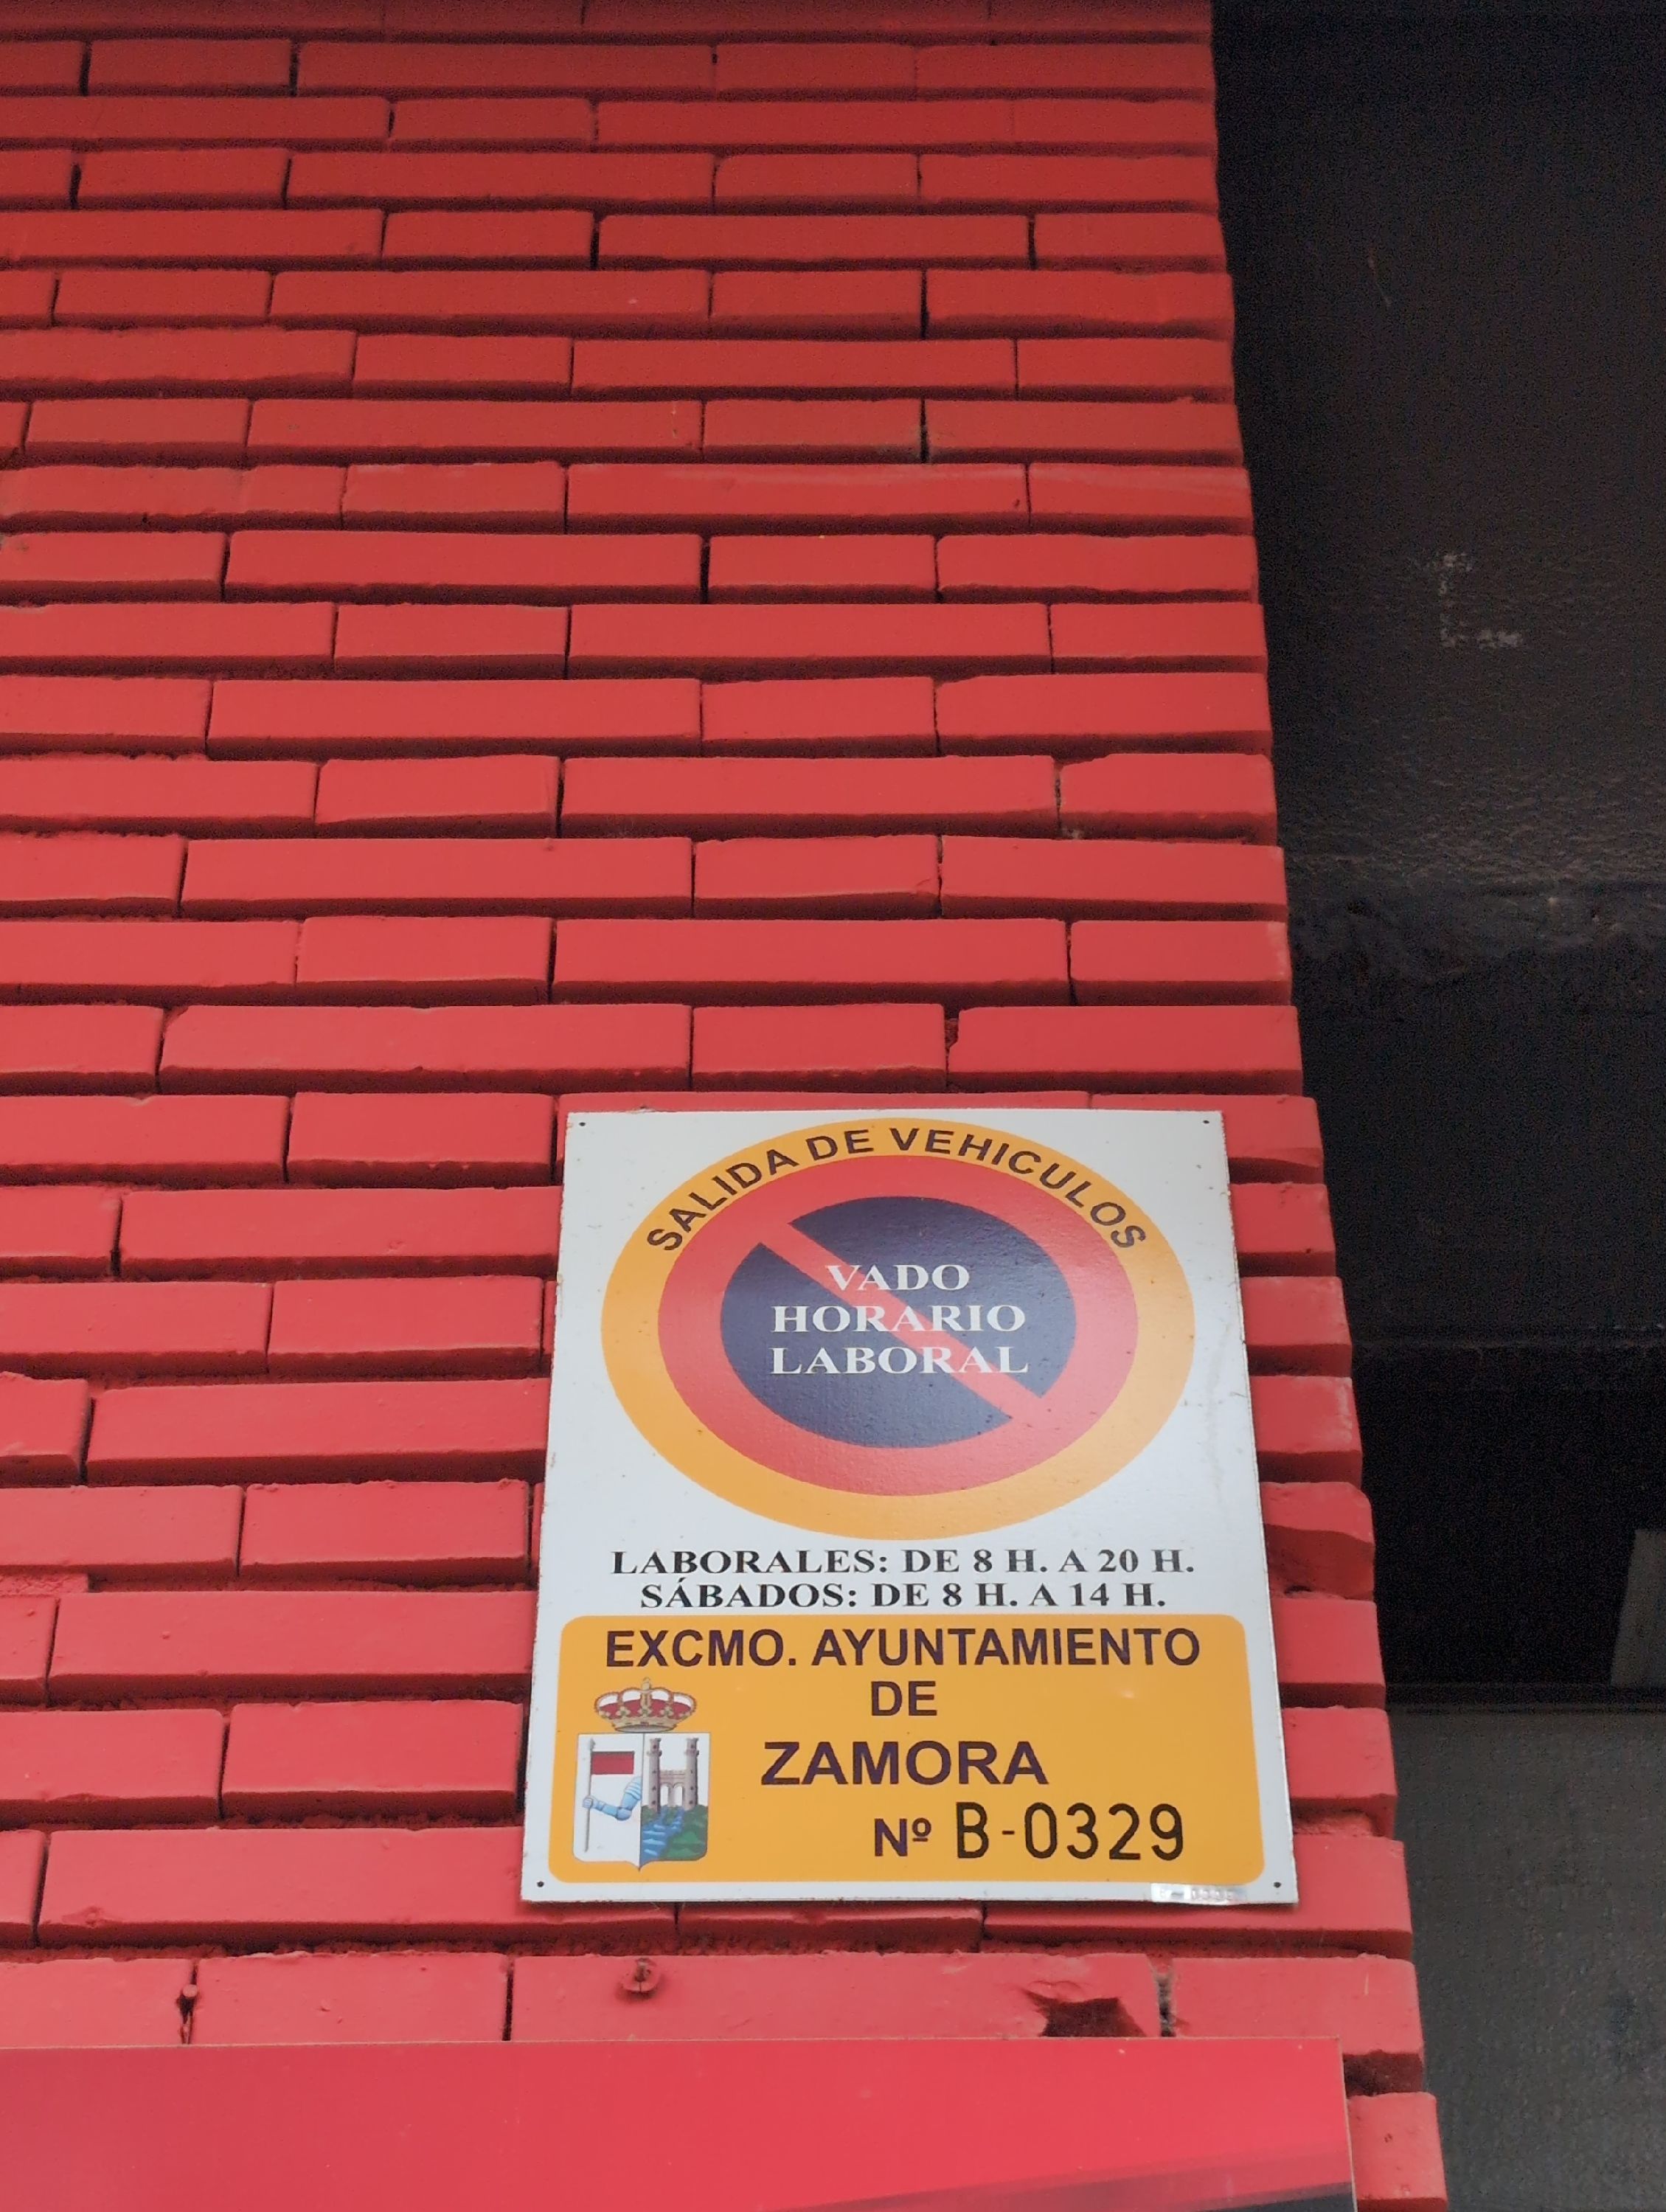 SALIDA DE VEHICULOS
VADO
HORARIO
LABORAL
LABORALES: DE 8 H. A 20 H.
SÁBADOS: DE 8 H. A 14 H.
EXCMO. AYUNTAMIENTO
DE
ZAMORA
Nº B-0329